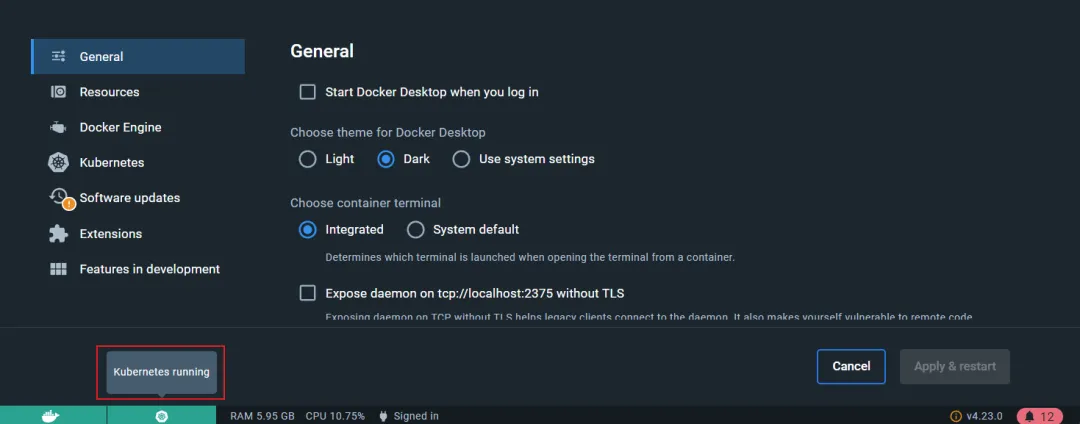 General
Resources
Docker Engine
Kubernetes
Software updates
Extensions
Features in development
General
Start Docker Desktop when you log in
Choose theme for Docker Desktop
Light Dark Use system settings
Choose container terminal
Integrated System default
Determines which terminal is launched when opening the terminal from a container.
Expose daemon on tcp://localhost:2375 without TLS
Exposing daemon on TCP without TLS helps legacy clients connect to the daemon. It also makes yourself vulnerable to remote code
Kubernetes running
Cancel Apply & restart
RAM 5.95 GB CPU 10.75% Signed in v4.23.0 12